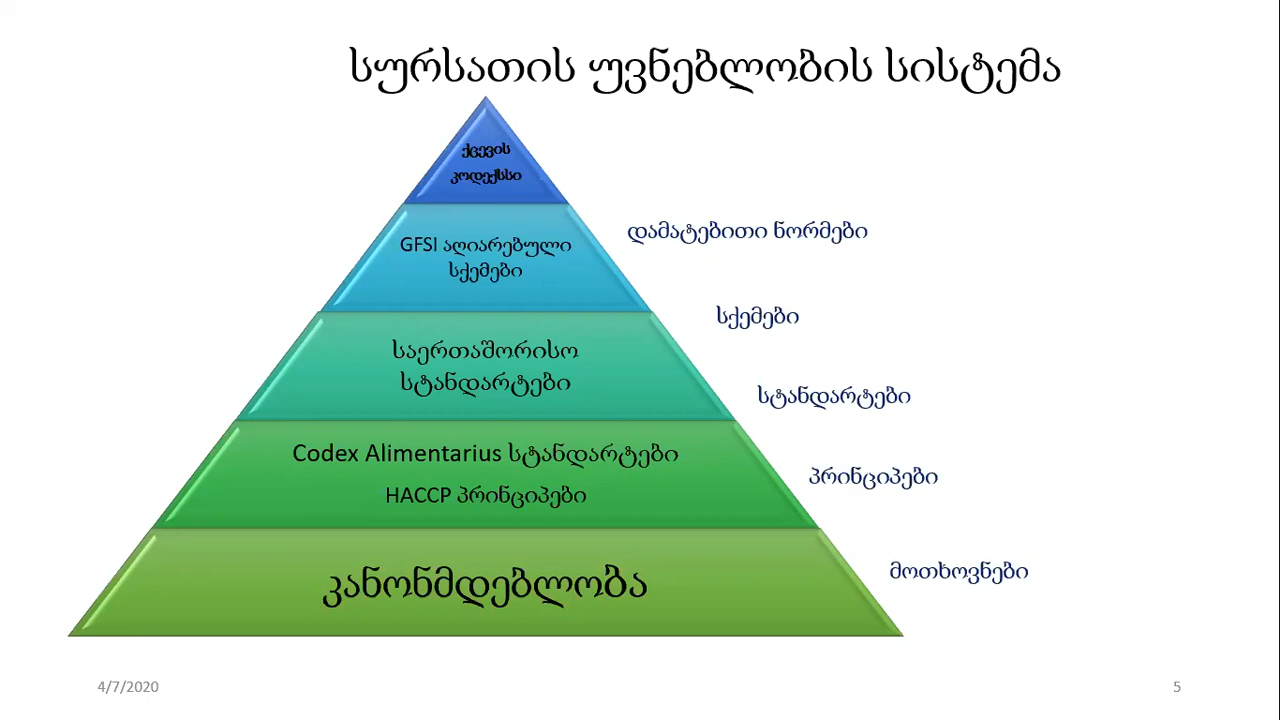 სურსათის უვნებლობის სისტემა
ქცევის
კოდექსსი
GFSI აღიარებული
სქემები
დამატებითი ნორმები
სქემები
საერთაშორისო
სტანდარტები
სტანდარტები
Codex Alimentarius სტანდარტები
HACCP პრინციპები
პრინციპები
კანონმდებლობა
მოთხოვნები
4/7/2020
5